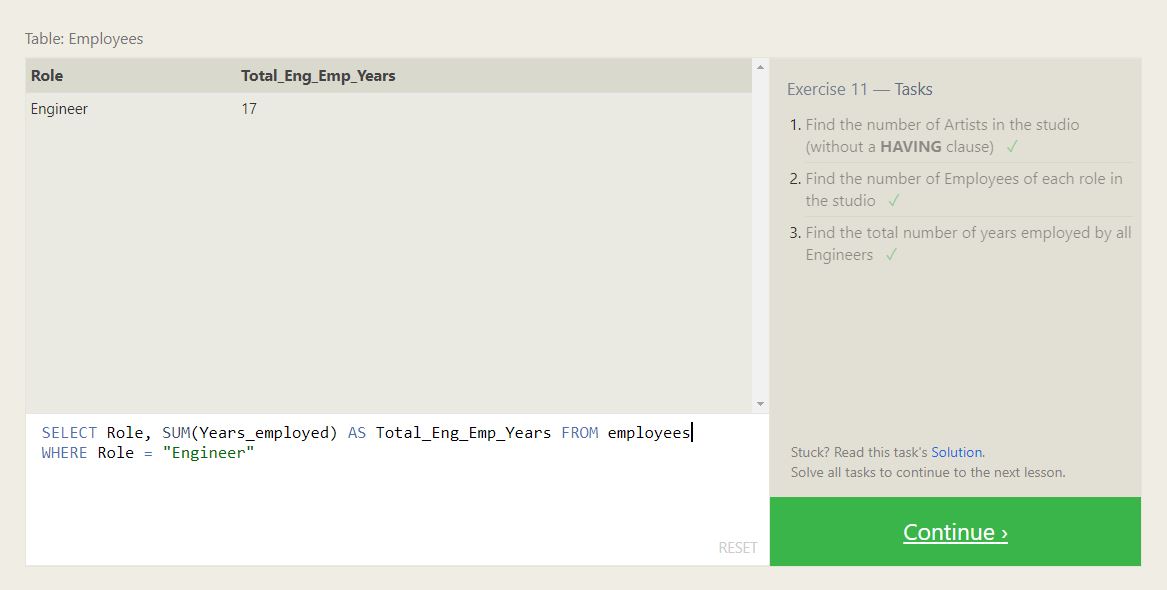 Table: Employees
Role Total_Eng_Emp_Years
Engineer 17
SELECT Role, SUM(Years_employed) AS Total_Eng_Emp_Years FROM employees
WHERE Role = "Engineer"
RESET
Exercise 11 — Tasks
1. Find the number of Artists in the studio
(without a HAVING clause) ✓
2. Find the number of Employees of each role in
the studio ✓
3. Find the total number of years employed by all
Engineers ✓
Stuck? Read this task's Solution.
Solve all tasks to continue to the next lesson.
Continue ›